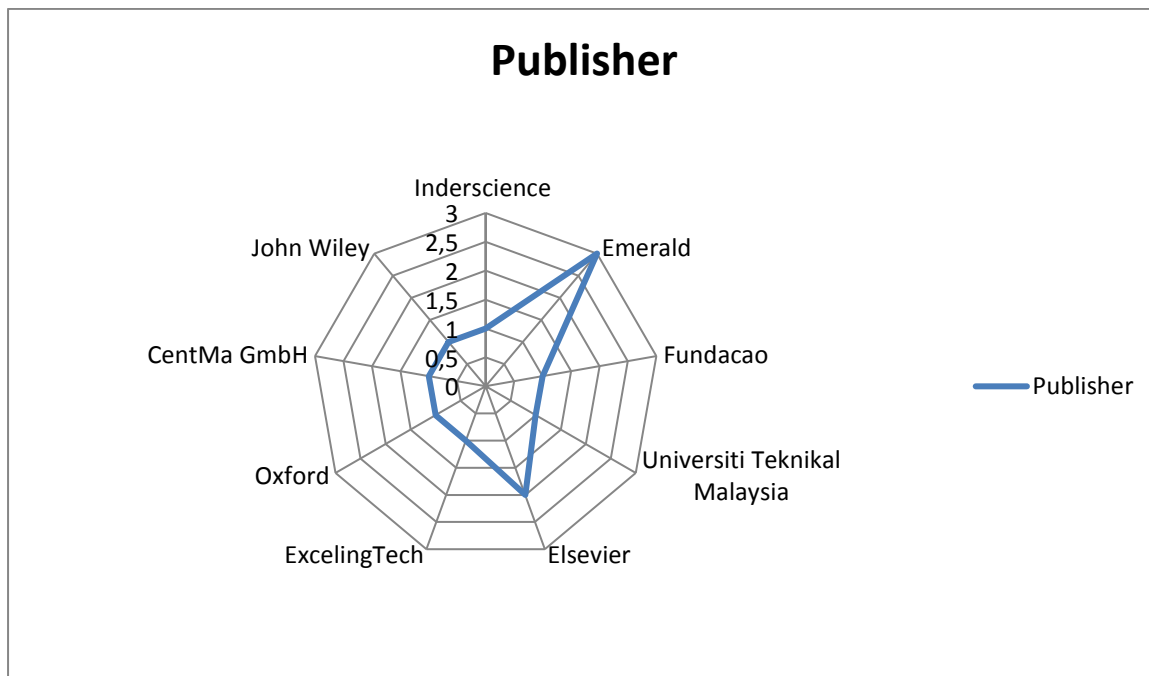 Publisher
Inderscience
3
2,5
2
1,5
1
0,5
0
Emerald
Fundacao
Universiti Teknikal
Malaysia
Elsevier
ExcelingTech
Oxford
CentMa GmbH
John Wiley
Publisher